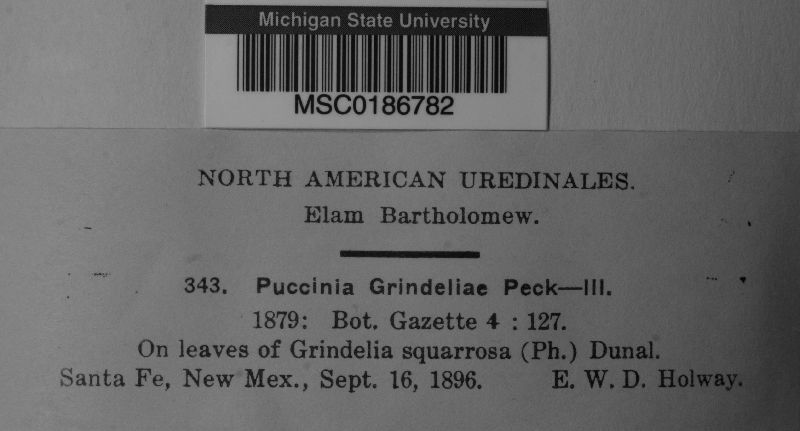 Michigan State University
MSC0186782
NORTH AMERICAN UREDINALES.
Elam Bartholomew.
343. Puccinia Grindeliae Peck—III.
1879: Bot. Gazette 4 : 127.
On leaves of Grindelia squarrosa (Ph.) Dunal.
Santa Fe, New Mex., Sept. 16, 1896. E. W. D. Holway.